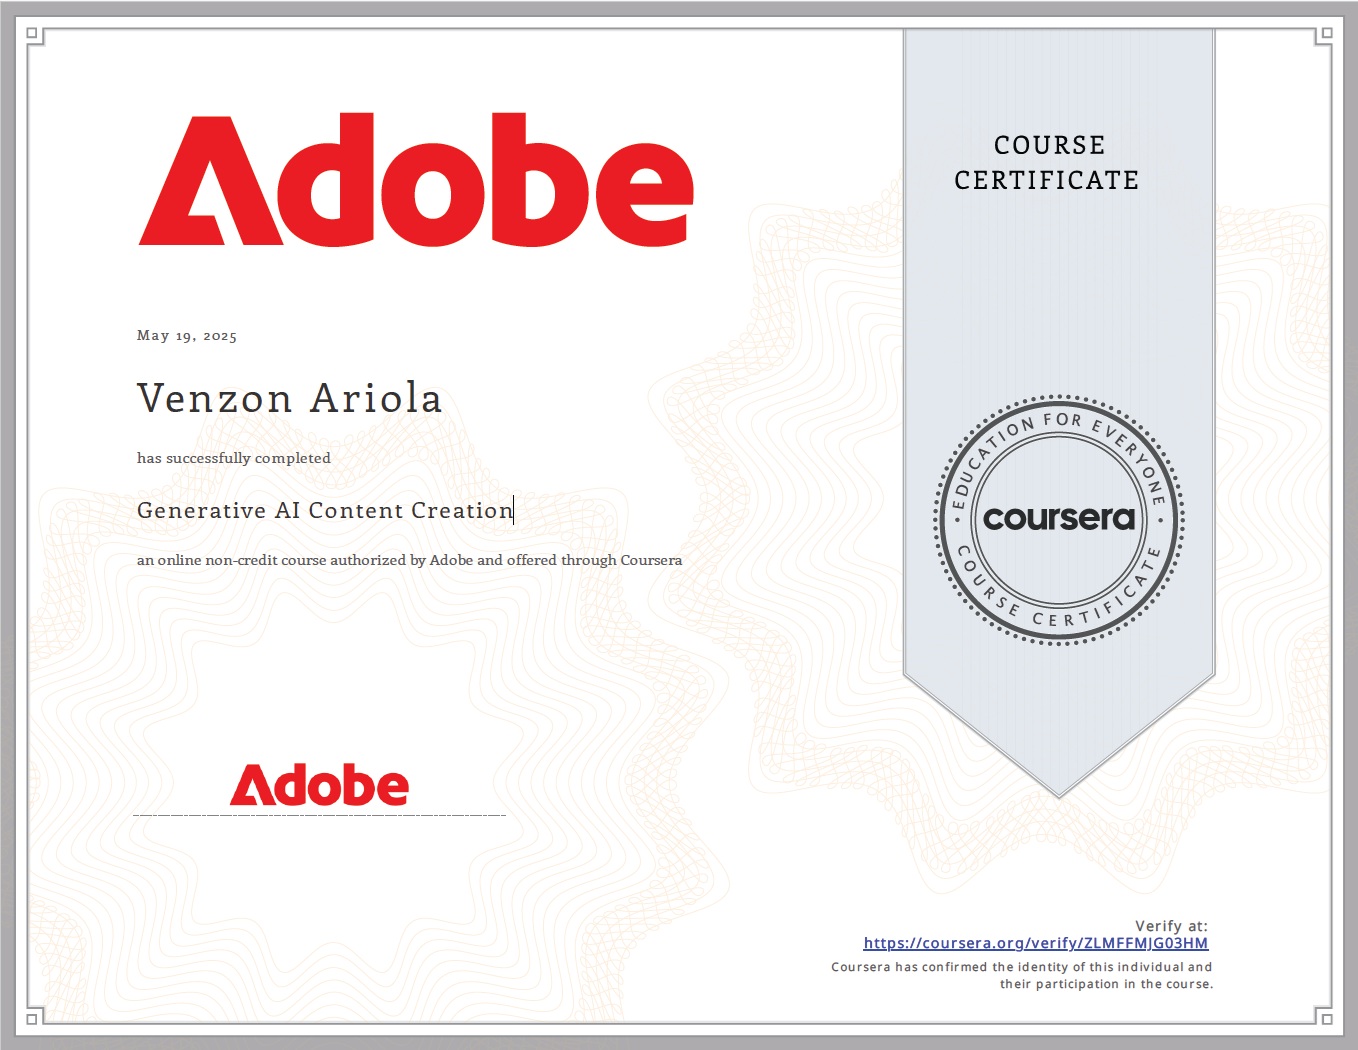 Adobe
COURSE
CERTIFICATE
May 19, 2025
Venzon Ariola
has successfully completed
Generative AI Content Creation
an online non-credit course authorized by Adobe and offered through Coursera
EDUCATION FOR EVERYONE
coursera
COURSE CERTIFICATE
Adobe
Verify at:
https://coursera.org/verify/ZLMFFMJG03HM
Coursera has confirmed the identity of this individual and
their participation in the course.